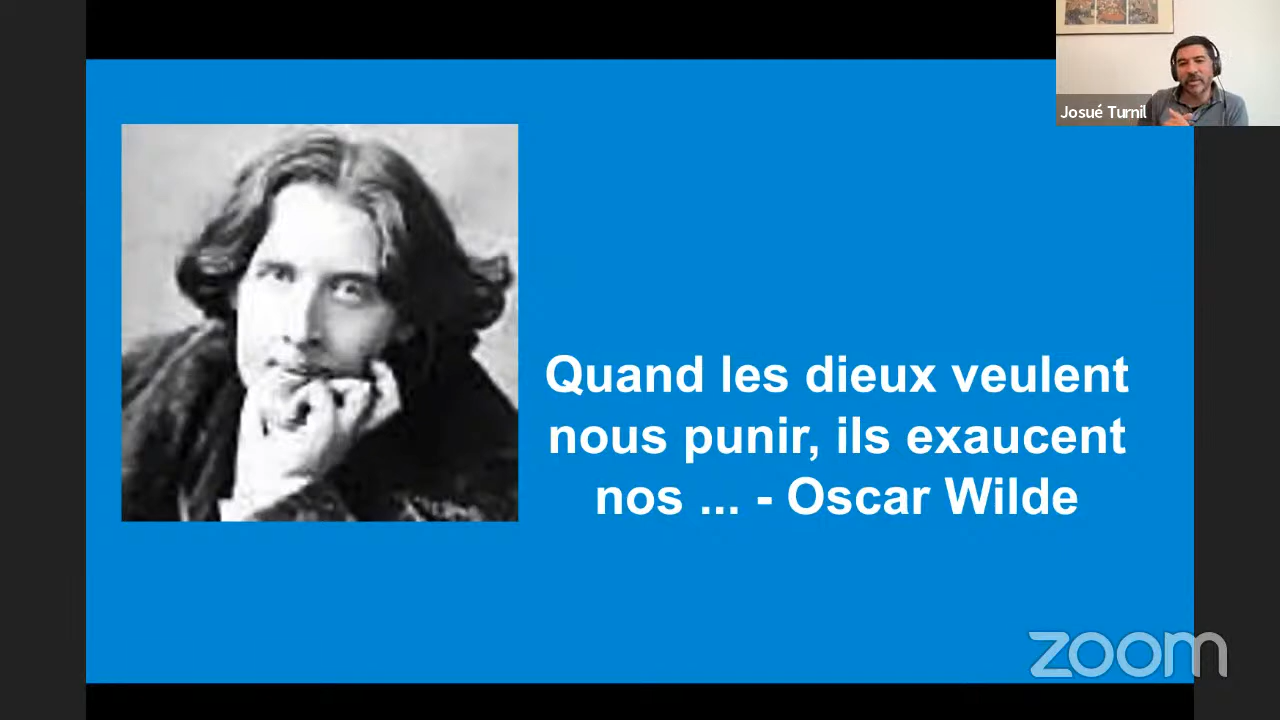 Josué Turnil
Quand les dieux veulent
nous punir, ils exaucent
nos ... - Oscar Wilde
zoom